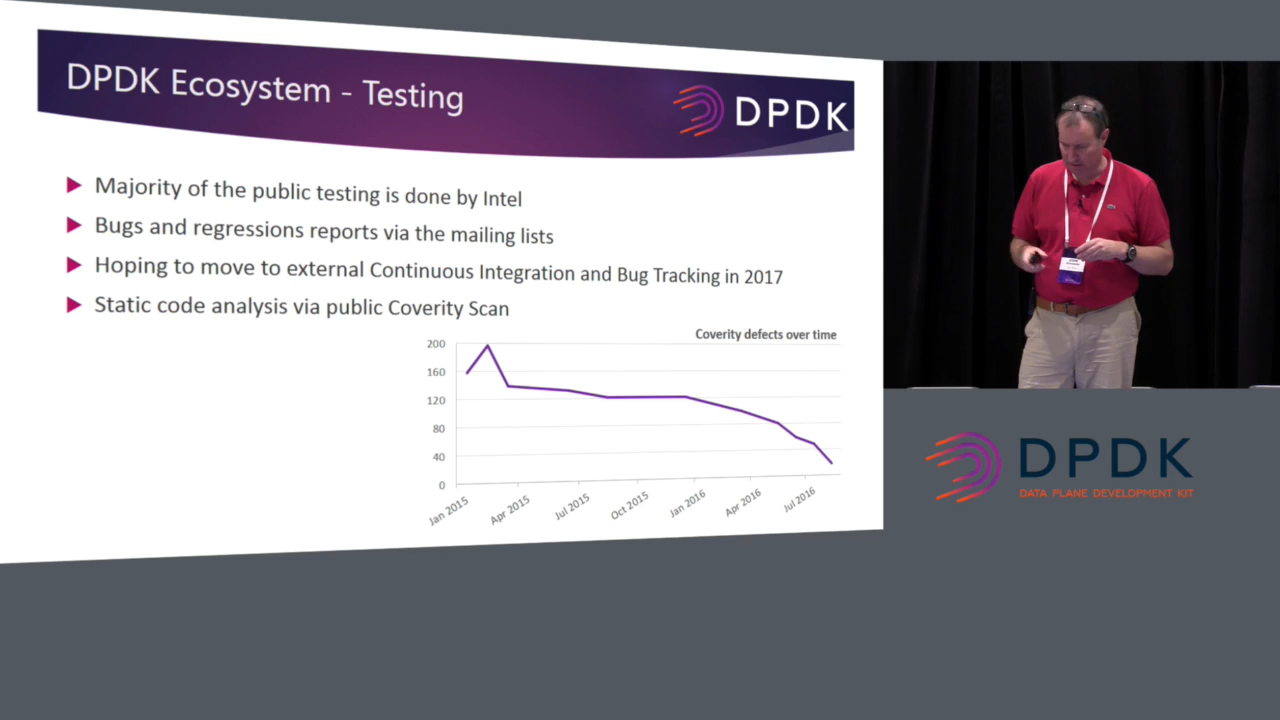 DPDK Ecosystem - Testing
DPDK
Majority of the public testing is done by Intel
Bugs and regressions reports via the mailing lists
Hoping to move to external Continuous Integration and Bug Tracking in 2017
Static code analysis via public Coverity Scan
Coverity defects over time
200
160
120
80
40
0
Jan 2015
Apr 2015
Jul 2015
Oct 2015
Jan 2016
Apr 2016
Jul 2016
DPDK
DATA PLANE DEVELOPMENT KIT